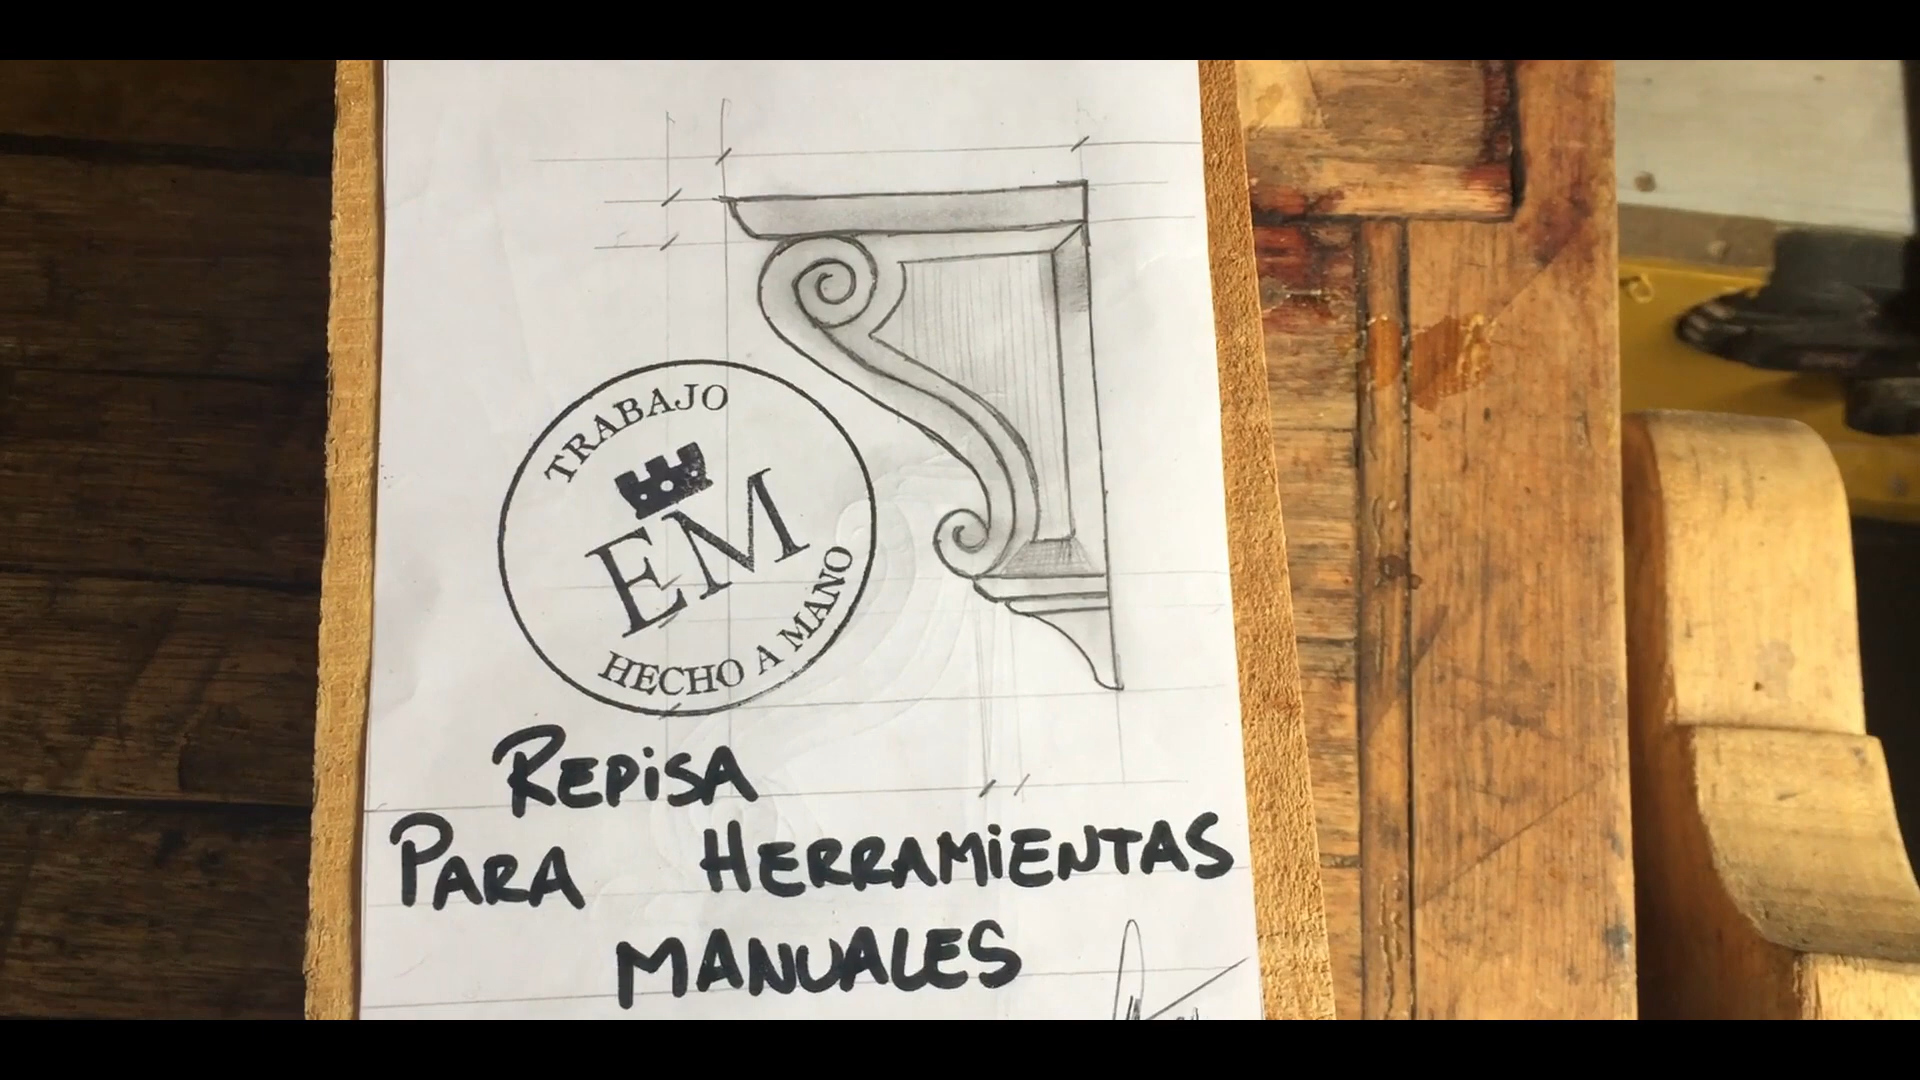 TRABAJO
EM
HECHO A MANO
REPiSA
PARA HERRAMiENTAS
MANUALES